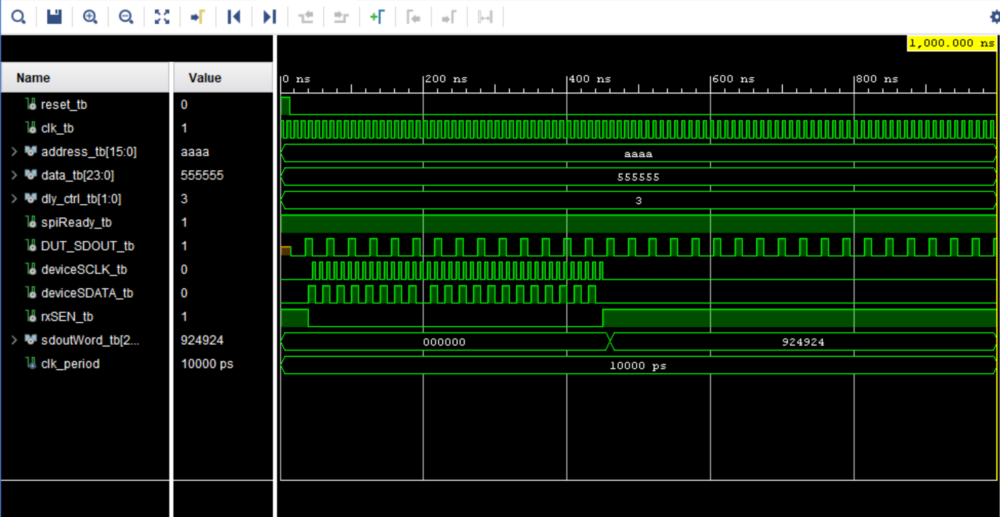 1,000.000 ns
Name Value
0 ns 200 ns 400 ns 600 ns 800 ns
reset_tb 0
clk_tb 1
address_tb[15:0] aaaa aaaa
data_tb[23:0] 555555 555555
dly_ctrl_tb[1:0] 3 3
spiReady_tb 1
DUT_SDOUT_tb 1
deviceSCLK_tb 0
deviceSDATA_tb 0
rxSEN_tb 1
sdoutWord_tb[2... 924924 000000 924924
clk_period 10000 ps 10000 ps